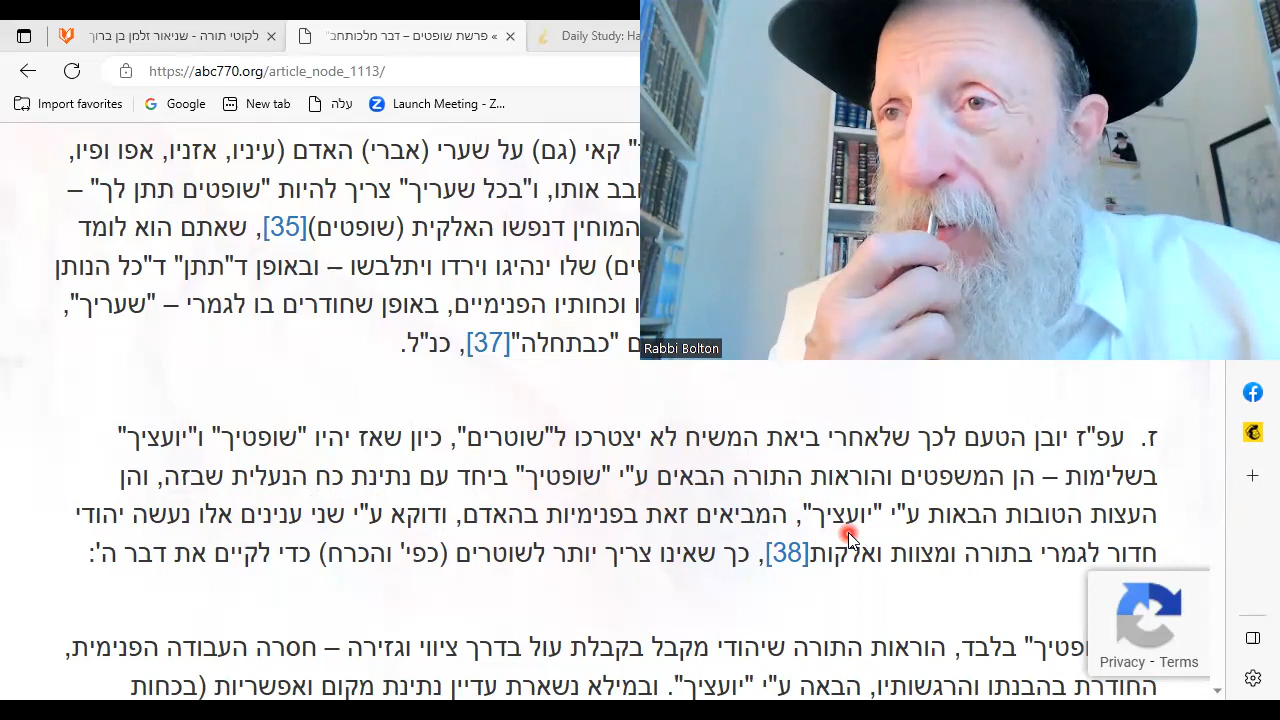 לקוטי תורה - שניאור זלמן בן ברוך
» פרשת שופטים – דבר מלכותחב"
Daily Study: Ha
https://abc770.org/article_node_1113/
Import favorites
Google
New tab
עלה
Launch Meeting - Z...
" קאי (גם) על שערי (אברי) האדם (עיניו, אזניו, אפו ופיו,
ובב אותו, ו"בכל שעריך" צריך להיות "שופטים תתן לך" –
המוחין דנפשו האלקית (שופטים)[35], שאתם הוא לומד
ים) שלו ינהיגו וירדו ויתלבשו – ובאופן ד"תתן" ד"כל הנותן
ו וכחותיו הפנימיים, באופן שחודרים בו לגמרי – "שעריך",
ם "כבתחלה"[37], כנ"ל.
Rabbi Bolton
ז. עפ"ז יובן הטעם לכך שלאחרי ביאת המשיח לא יצטרכו ל"שוטרים", כיון שאז יהיו "שופטיך" ו"יועציך"
בשלימות – הן המשפטים והוראות התורה הבאים ע"י "שופטיך" ביחד עם נתינת כח הנעלית שבזה, והן
העצות הטובות הבאות ע"י "יועציך", המביאים זאת בפנימיות בהאדם, ודוקא ע"י שני ענינים אלו נעשה יהודי
חדור לגמרי בתורה ומצוות ואלקות[38], כך שאינו צריך יותר לשוטרים (כפי' והכרח) כדי לקיים את דבר ה':
ופטיך" בלבד, הוראות התורה שיהודי מקבל בקבלת עול בדרך ציווי וגזירה – חסרה העבודה הפנימית,
החודרת בהבנתו והרגשותיו, הבאה ע"י "יועציך". ובמילא נשארת עדיין נתינת מקום ואפשריות (בכחות
Privacy - Terms